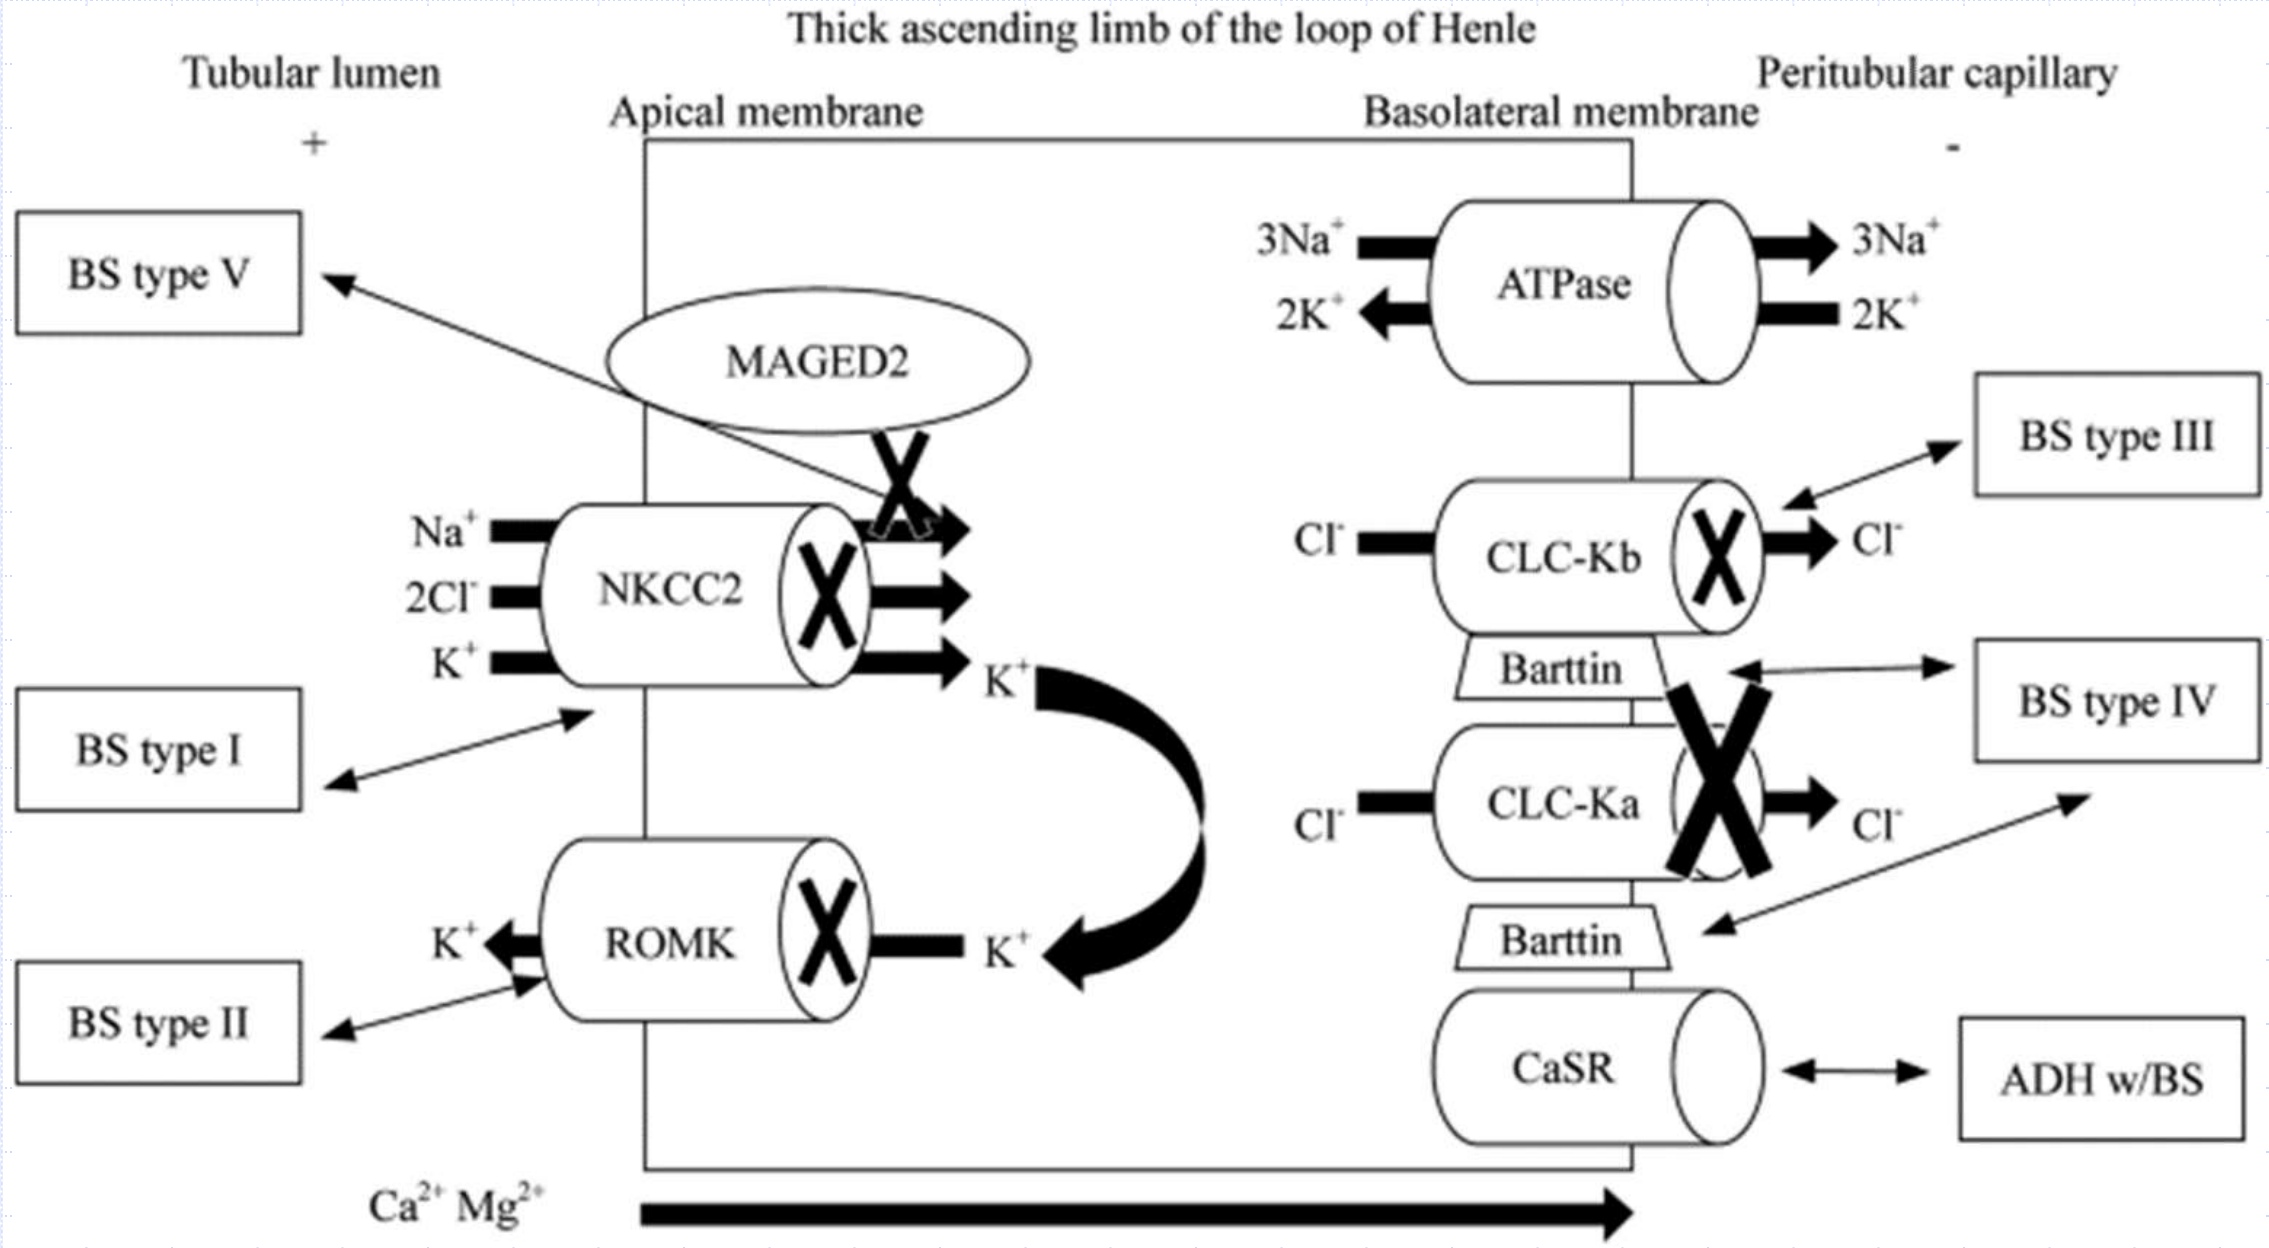 Thick ascending limb of the loop of Henle
Tubular lumen
Peritubular capillary
Apical membrane
Basolateral membrane
+
-
BS type V
MAGED2
3Na⁺
ATPase
3Na⁺
2K⁺
2K⁺
BS type III
Na⁺
2Cl⁻
NKCC2
K⁺
K⁺
Cl⁻
CLC-Kb
Cl⁻
Barttin
BS type IV
BS type I
Cl⁻
CLC-Ka
Cl⁻
K⁺
ROMK
K⁺
Barttin
BS type II
CaSR
ADH w/BS
Ca²⁺ Mg²⁺